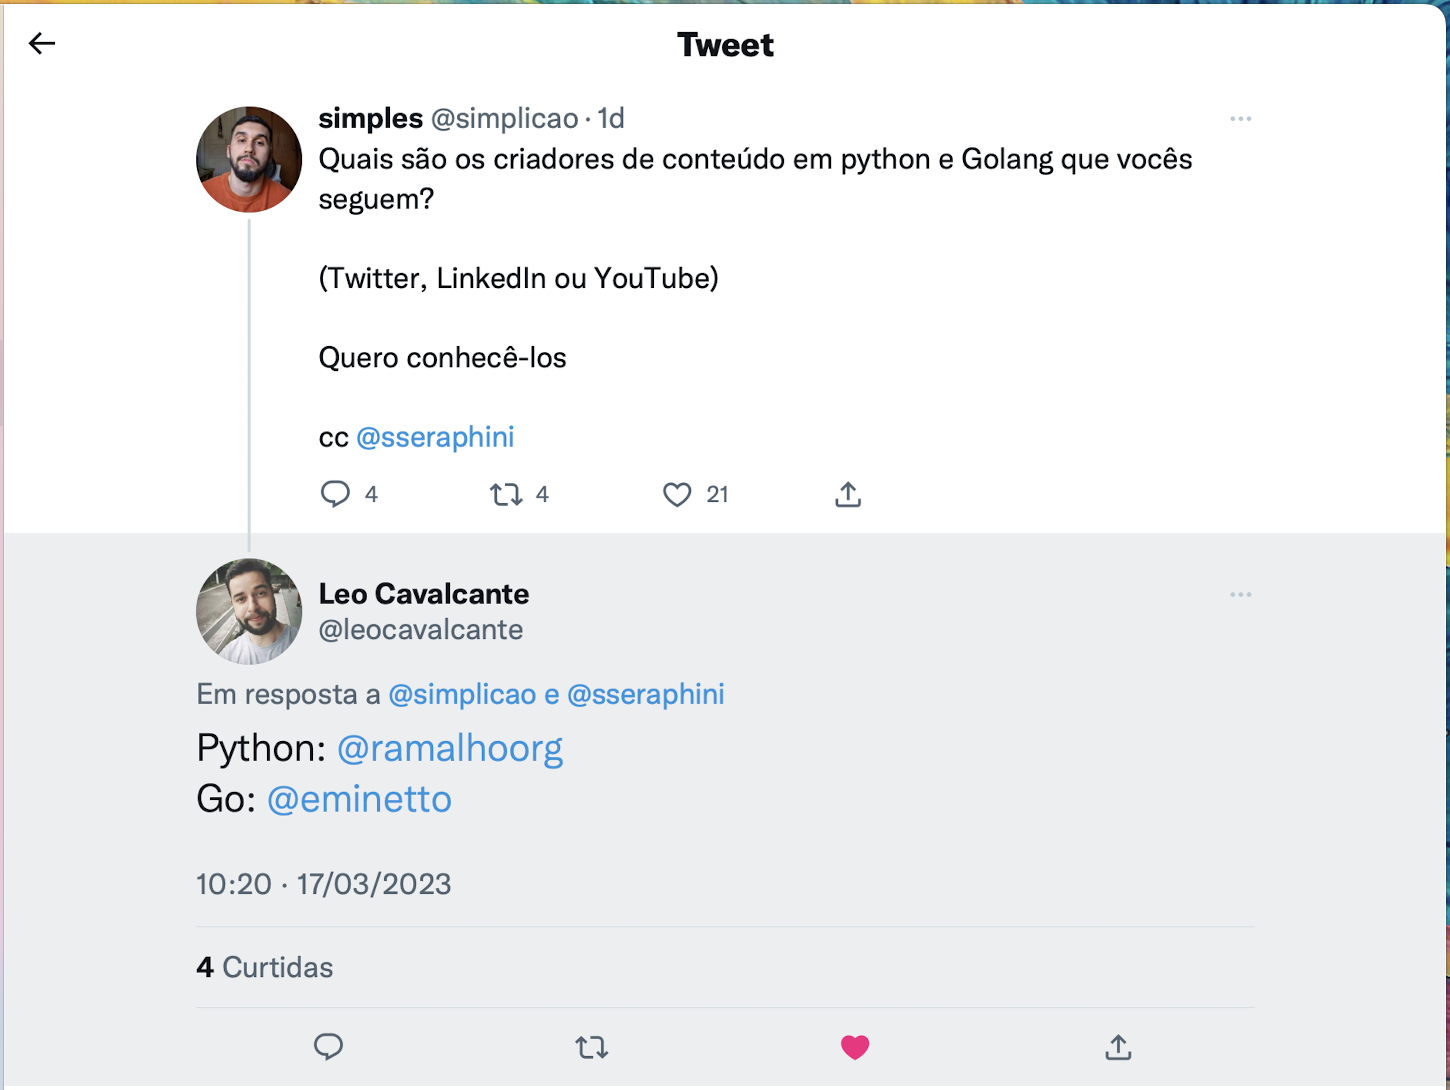 Tweet
simples @simplicao · 1d
Quais são os criadores de conteúdo em python e Golang que vocês
seguem?
(Twitter, LinkedIn ou YouTube)
Quero conhecê-los
cc @sseraphini
4 4 21
Leo Cavalcante
@leocavalcante
Em resposta a @simplicao e @sseraphini
Python: @ramalhoorg
Go: @eminetto
10:20 · 17/03/2023
4 Curtidas